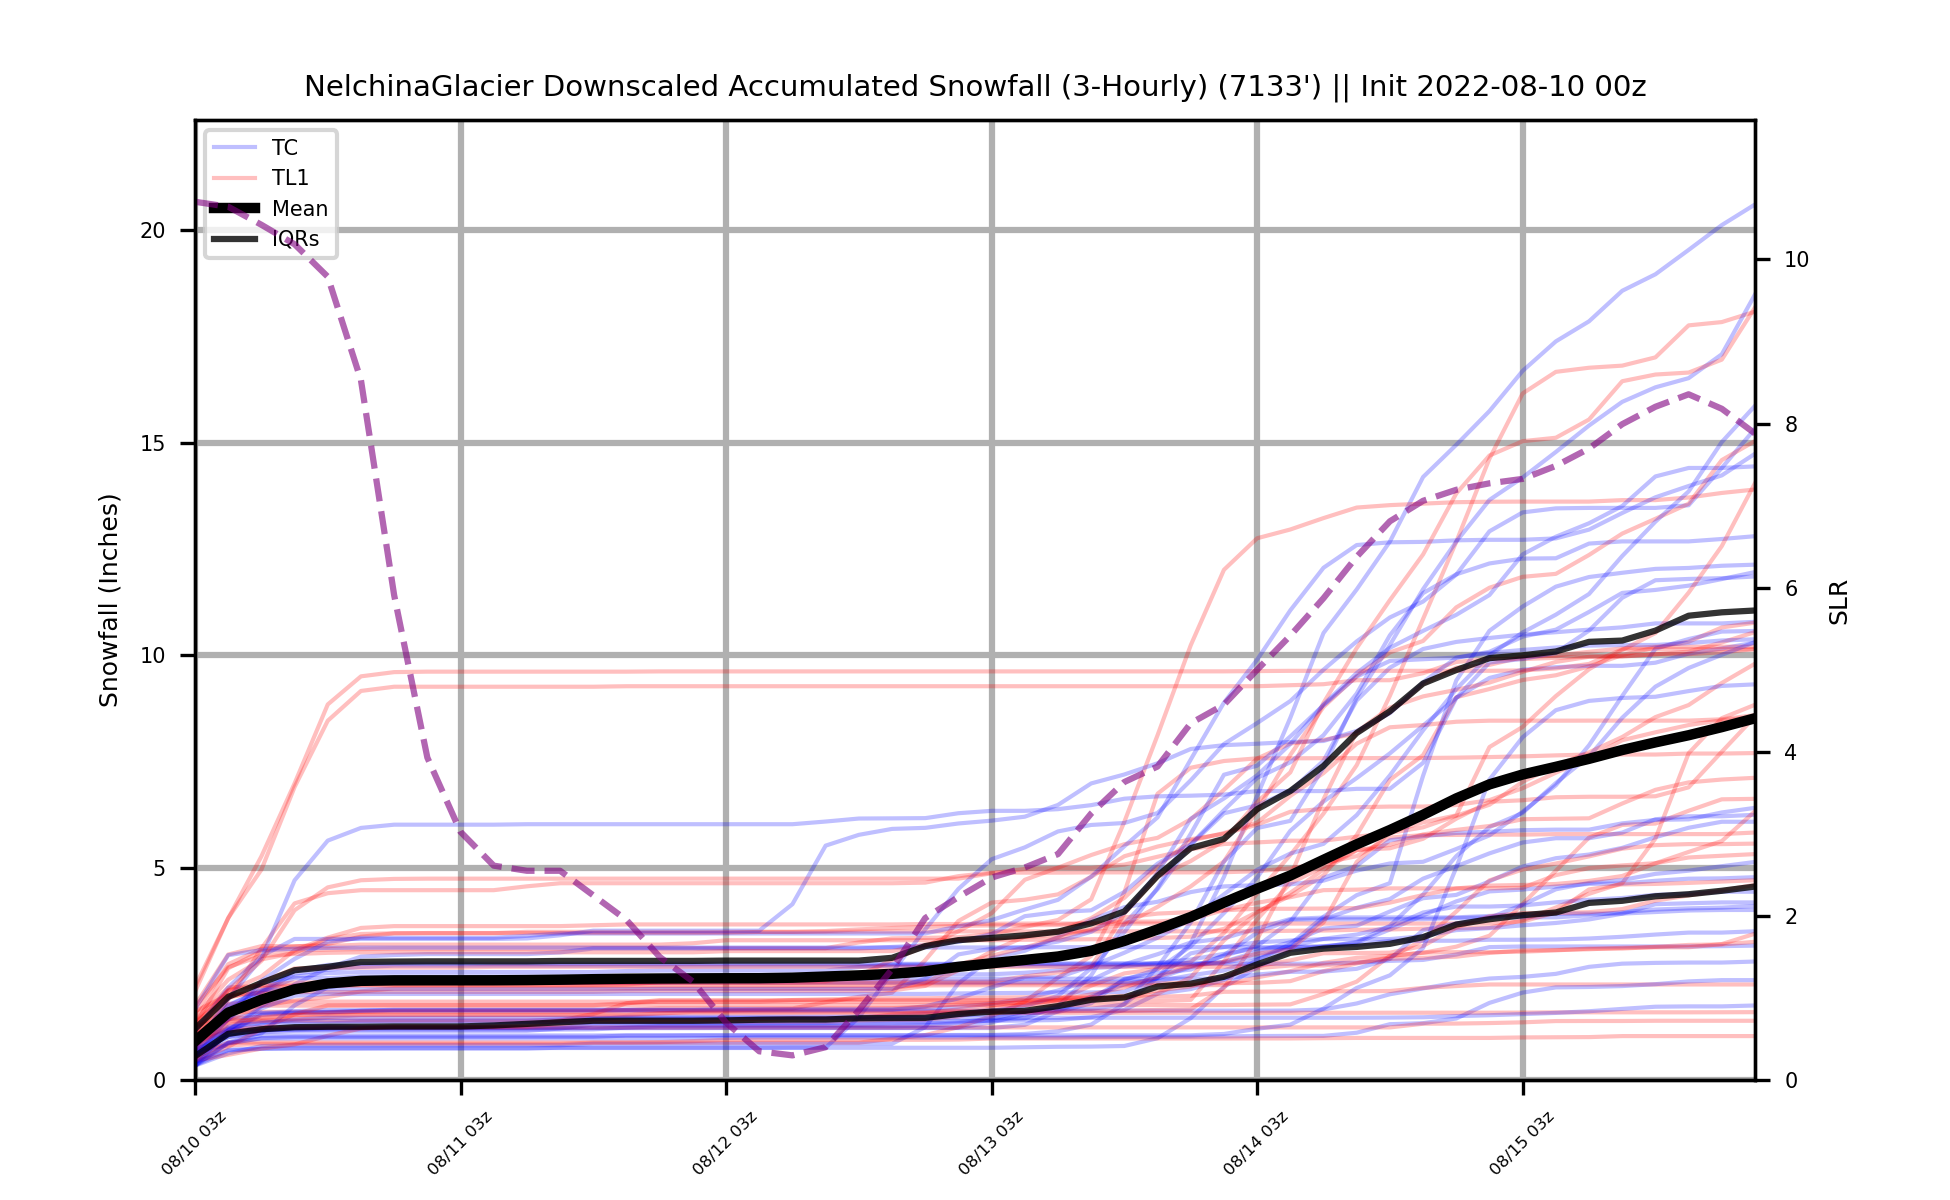 NelchinaGlacier Downscaled Accumulated Snowfall (3-Hourly) (7133') || Init 2022-08-10 00z
TC
TL1
Mean
IQRs
20
15
10
5
0
Snowfall (Inches)
10
8
6
4
2
0
SLR
08/10 03z
08/11 03z
08/12 03z
08/13 03z
08/14 03z
08/15 03z